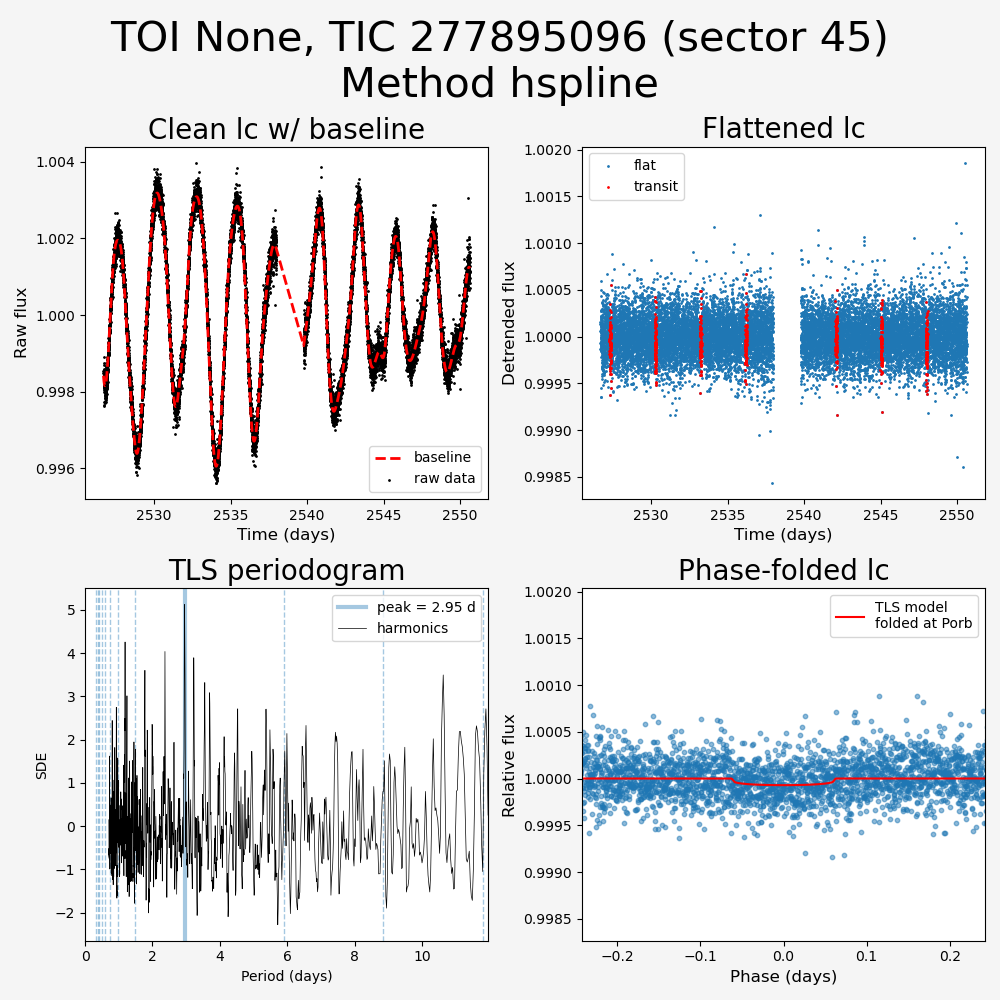 TOI None, TIC 277895096 (sector 45)
Method hspline
Clean lc w/ baseline
Raw flux
1.004
1.002
1.000
0.998
0.996
baseline
raw data
2530
2535
2540
2545
2550
Time (days)
Flattened lc
Detrended flux
1.0020
1.0015
1.0010
1.0005
1.0000
0.9995
0.9990
0.9985
flat
transit
2530
2535
2540
2545
2550
Time (days)
TLS periodogram
SDE
5
4
3
2
1
0
−1
−2
peak = 2.95 d
harmonics
0
2
4
6
8
10
Period (days)
Phase-folded lc
Relative flux
1.0020
1.0015
1.0010
1.0005
1.0000
0.9995
0.9990
0.9985
TLS model
folded at Porb
−0.2
−0.1
0.0
0.1
0.2
Phase (days)